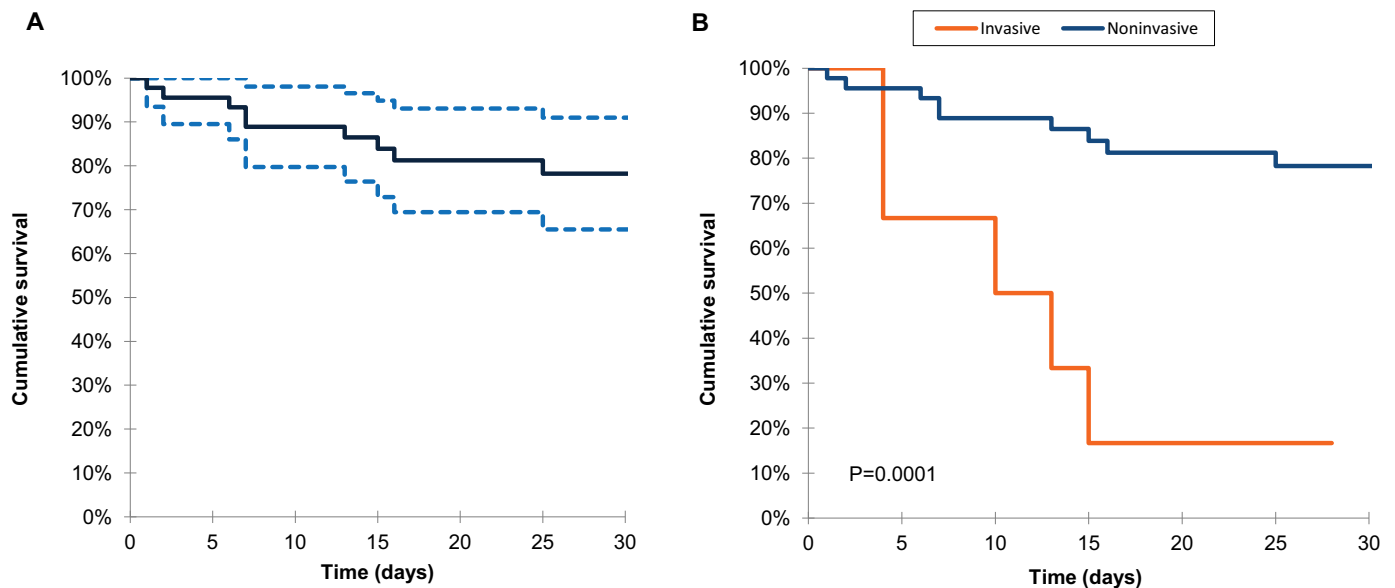 A
100%
90%
80%
70%
60%
50%
40%
30%
20%
10%
0%
Cumulative survival
0 5 10 15 20 25 30
Time (days)
B
Invasive Noninvasive
100%
90%
80%
70%
60%
50%
40%
30%
20%
10%
0%
Cumulative survival
P=0.0001
0 5 10 15 20 25 30
Time (days)